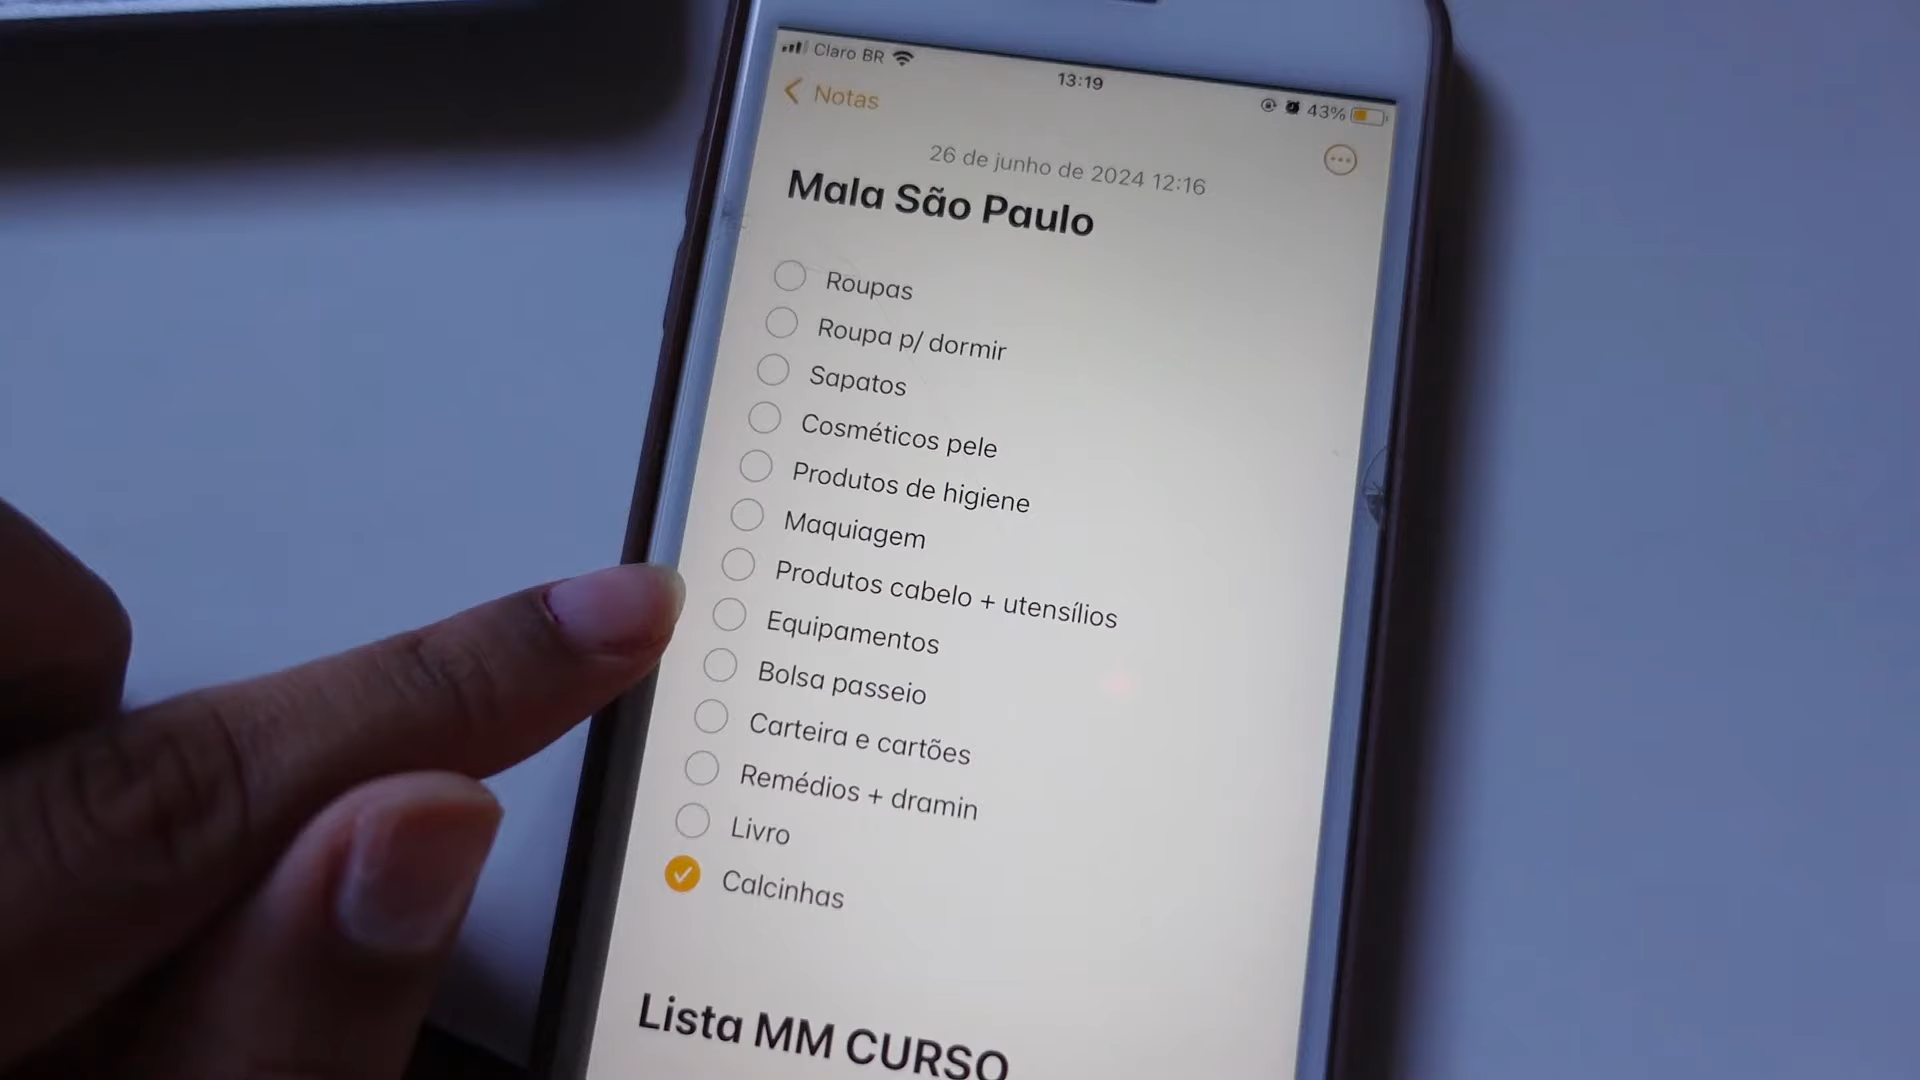 Claro BR
13:19
43%
Notas
26 de junho de 2024 12:16
Mala São Paulo
Roupas
Roupa p/ dormir
Sapatos
Cosméticos pele
Produtos de higiene
Maquiagem
Produtos cabelo + utensílios
Equipamentos
Bolsa passeio
Carteira e cartões
Remédios + dramin
Livro
Calcinhas
Lista MM CURSO